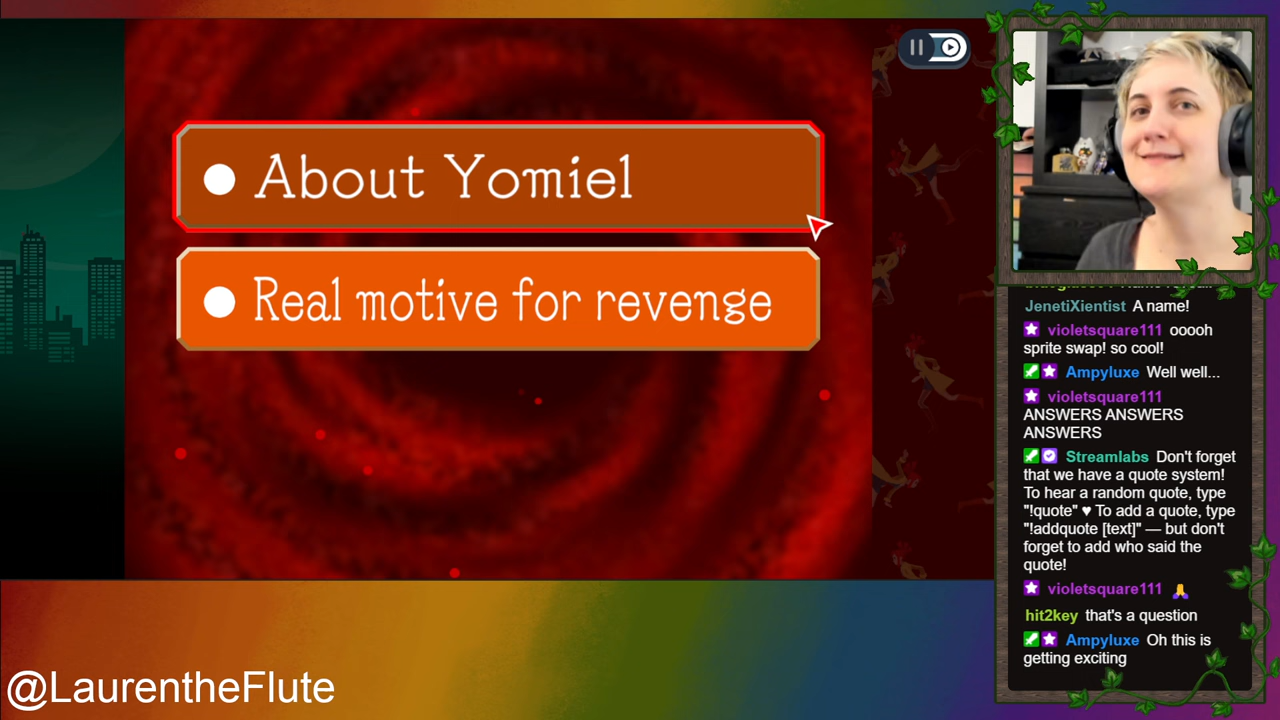 About Yomiel
Real motive for revenge
JenetiXientist A name!
violetsquare111 ooooh
sprite swap! so cool!
Ampyluxe Well well...
violetsquare111
ANSWERS ANSWERS
ANSWERS
Streamlabs Don't forget
that we have a quote system!
To hear a random quote, type
"!quote" ♥ To add a quote, type
"!addquote [text]" — but don't
forget to add who said the
quote!
violetsquare111 🙏
hit2key that's a question
Ampyluxe Oh this is
getting exciting
@LaurentheFlute